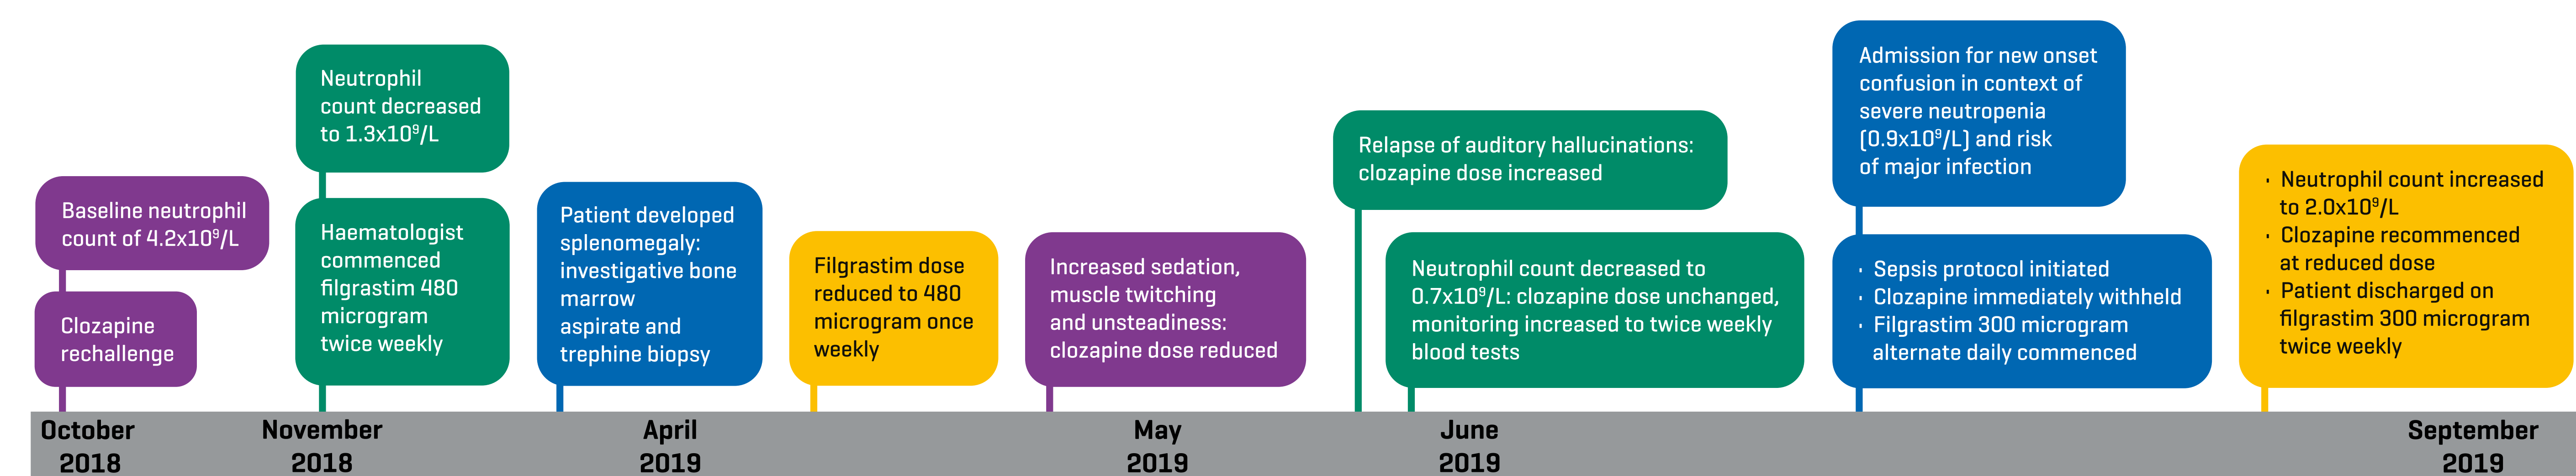 Baseline neutrophil
count of 4.2x10⁹/L
Clozapine
rechallenge
Neutrophil
count decreased
to 1.3x10⁹/L
Haematologist
commenced
filgrastim 480
microgram
twice weekly
Patient developed
splenomegaly:
investigative bone
marrow
aspirate and
trephine biopsy
Filgrastim dose
reduced to 480
microgram once
weekly
Increased sedation,
muscle twitching
and unsteadiness:
clozapine dose reduced
Relapse of auditory hallucinations:
clozapine dose increased
Neutrophil count decreased to
0.7x10⁹/L: clozapine dose unchanged,
monitoring increased to twice weekly
blood tests
Admission for new onset
confusion in context of
severe neutropenia
(0.9x10⁹/L) and risk
of major infection
· Sepsis protocol initiated
· Clozapine immediately withheld
· Filgrastim 300 microgram
alternate daily commenced
· Neutrophil count increased
to 2.0x10⁹/L
· Clozapine recommenced
at reduced dose
· Patient discharged on
filgrastim 300 microgram
twice weekly
October
2018
November
2018
April
2019
May
2019
June
2019
September
2019